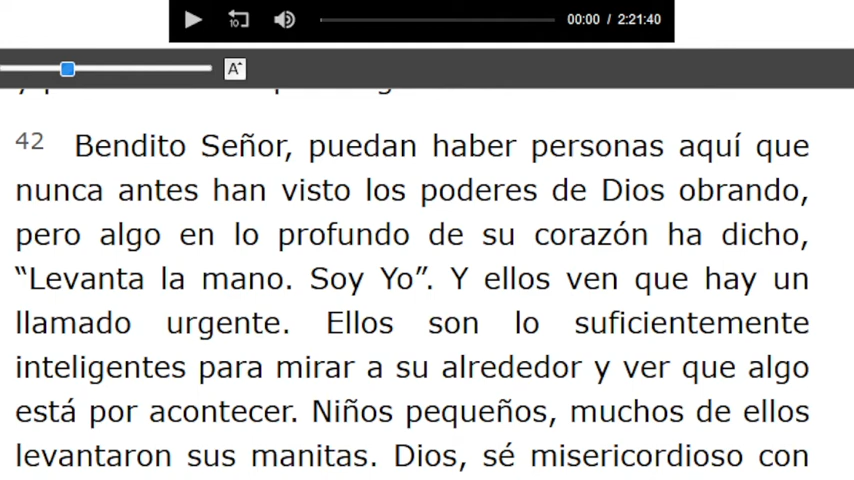 10
00:00 / 2:21:40
A
42 Bendito Señor, puedan haber personas aquí que
nunca antes han visto los poderes de Dios obrando,
pero algo en lo profundo de su corazón ha dicho,
“Levanta la mano. Soy Yo”. Y ellos ven que hay un
llamado urgente. Ellos son lo suficientemente
inteligentes para mirar a su alrededor y ver que algo
está por acontecer. Niños pequeños, muchos de ellos
levantaron sus manitas. Dios, sé misericordioso con